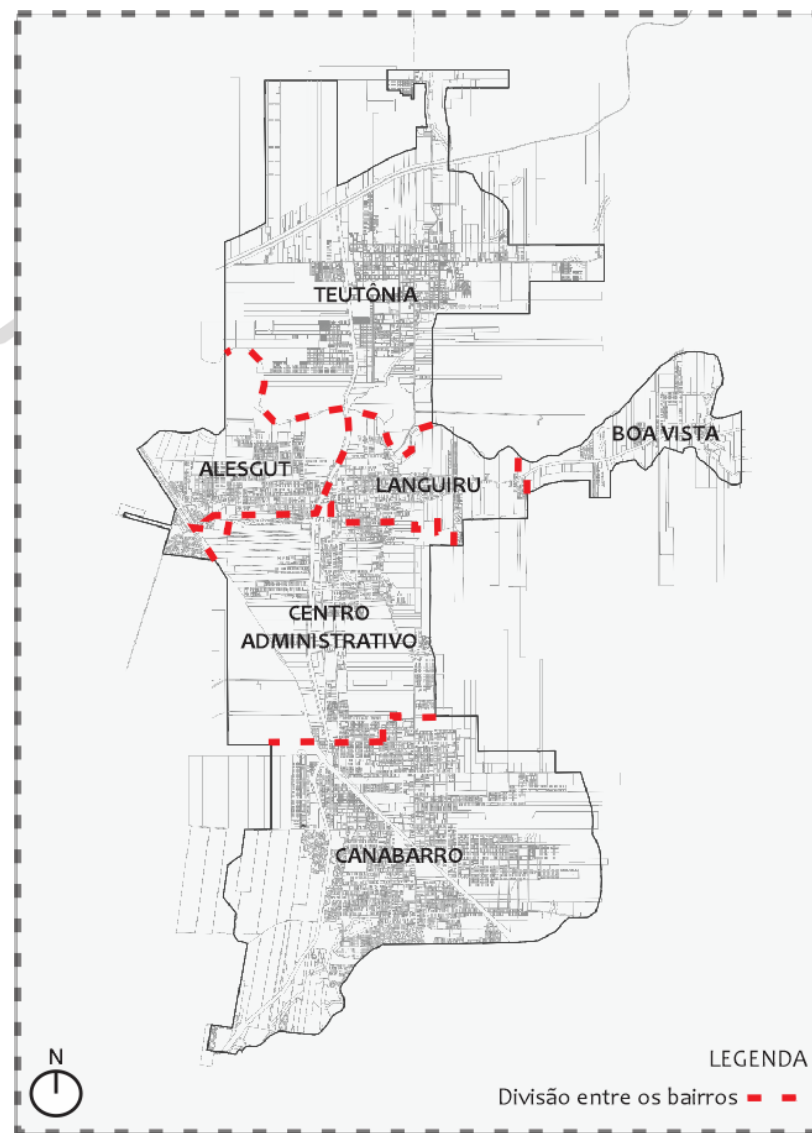 TEUTÔNIA
BOA VISTA
ALESGUT
LANGUIRU
CENTRO
ADMINISTRATIVO
CANABARRO
N
LEGENDA
Divisão entre os bairros